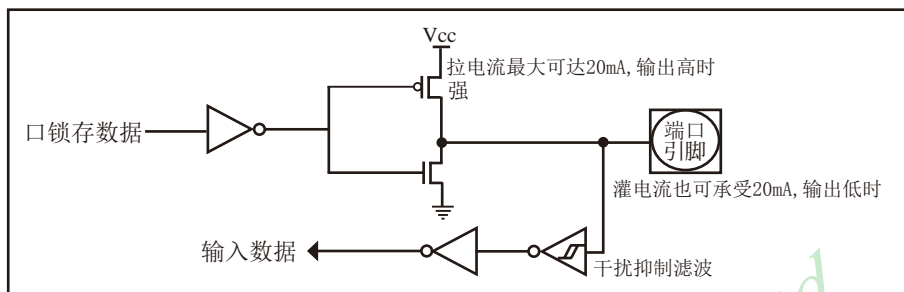 Vcc
拉电流最大可达20mA,输出高时
强
口锁存数据
端口
引脚
灌电流也可承受20mA,输出低时
输入数据
干扰抑制滤波